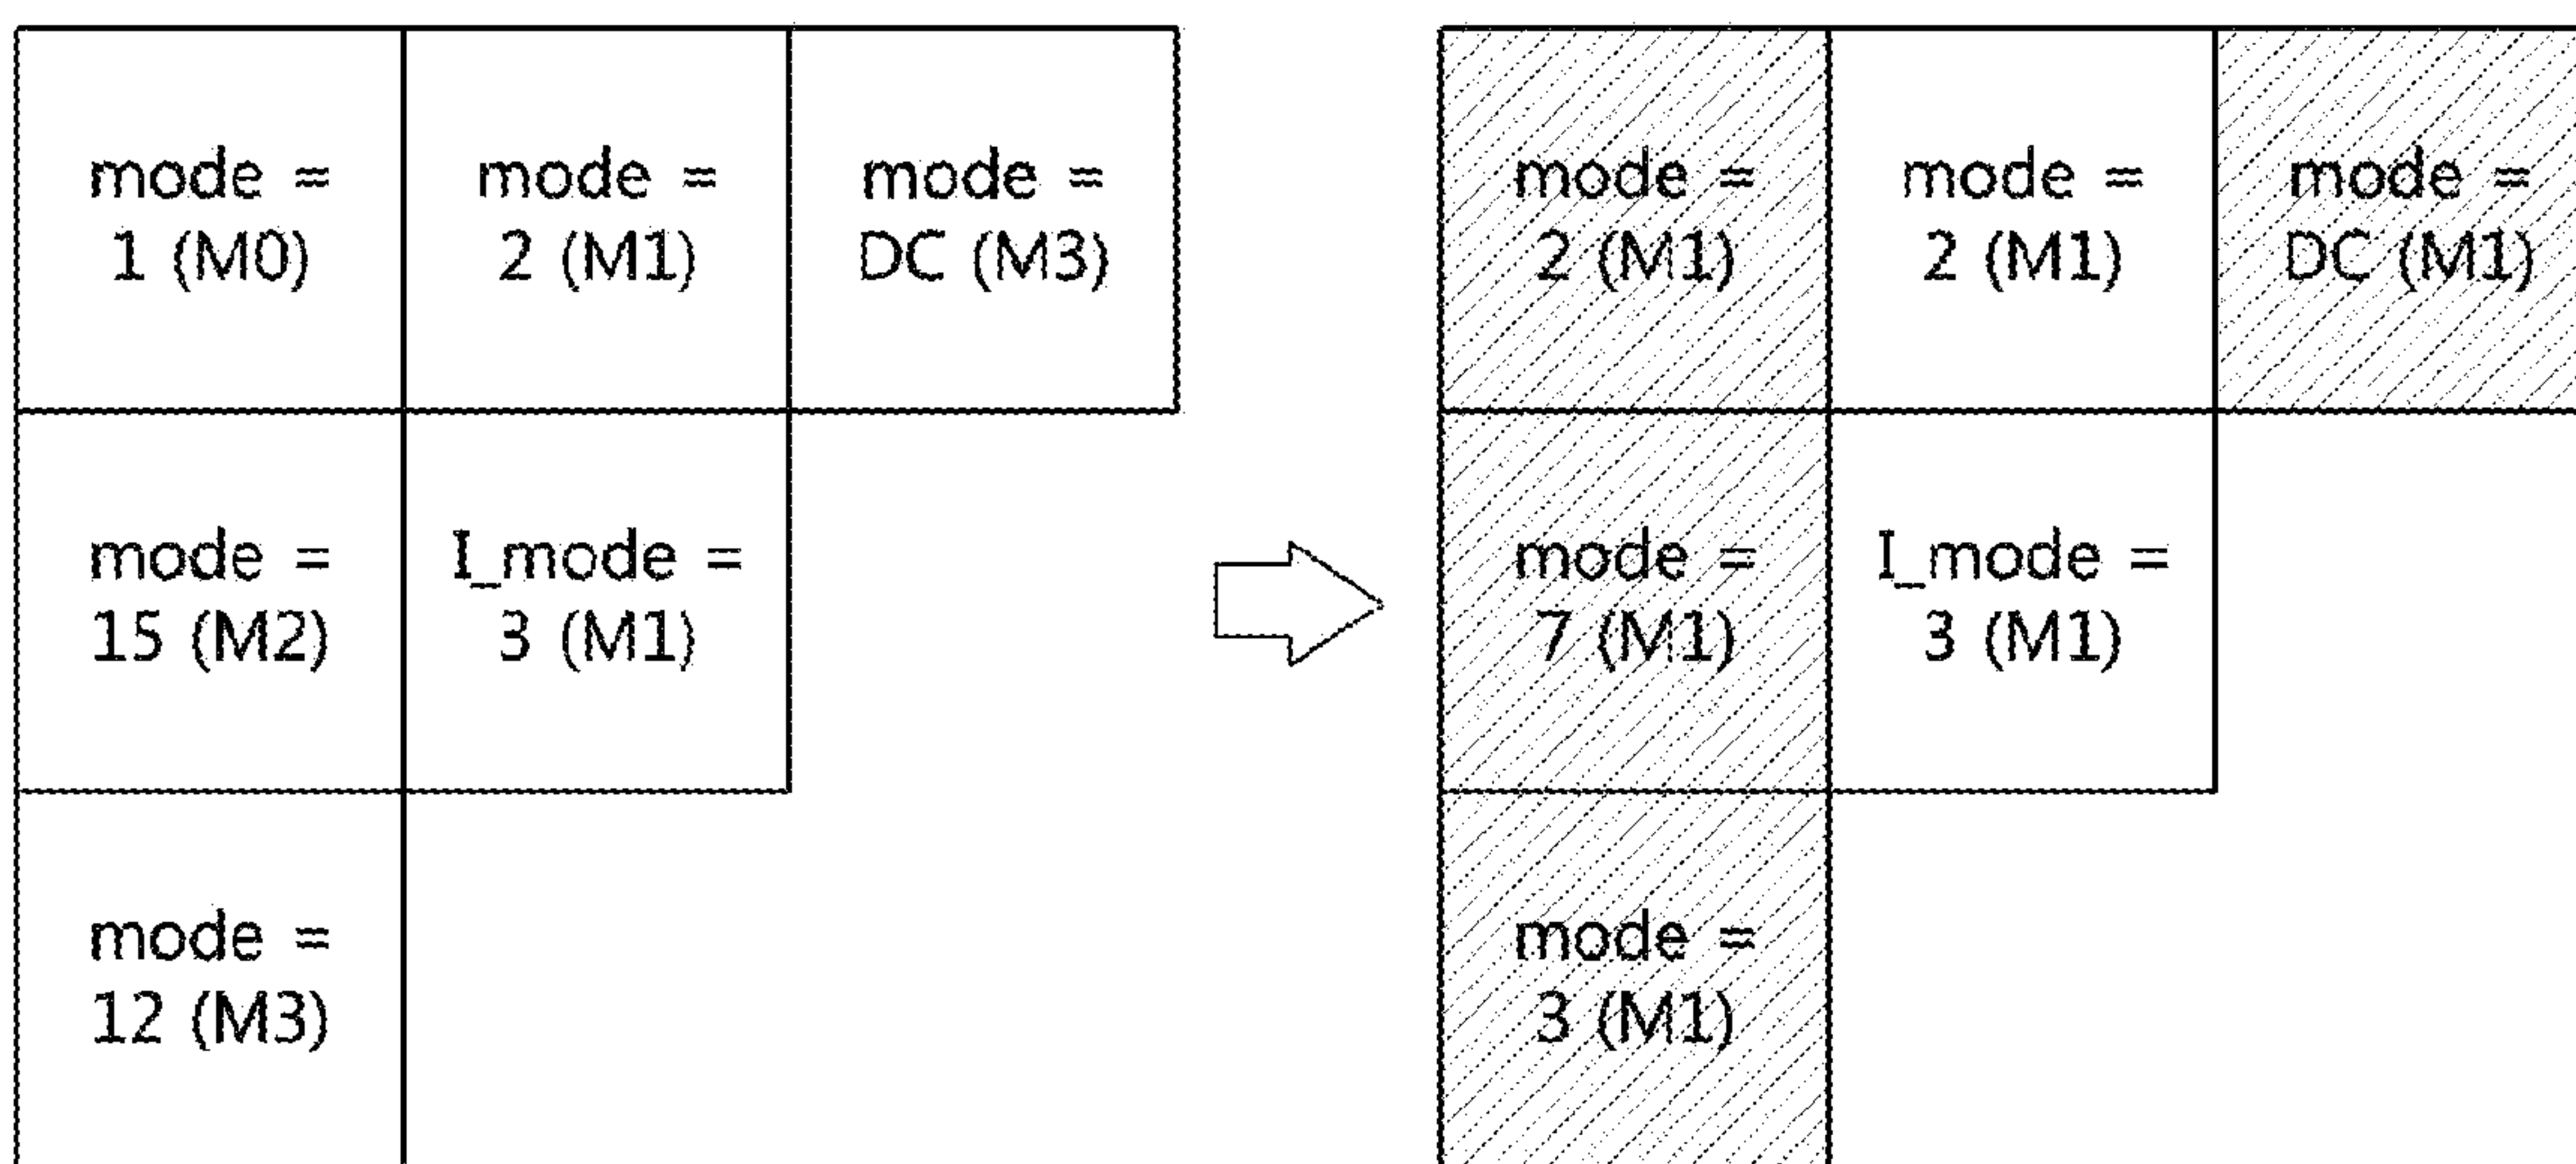 mode =
1 (M0)
mode =
2 (M1)
mode =
DC (M3)
mode =
15 (M2)
I_mode =
3 (M1)
mode =
12 (M3)
mode =
2 (M1)
mode =
2 (M1)
mode =
DC (M1)
mode =
7 (M1)
I_mode =
3 (M1)
mode =
3 (M1)